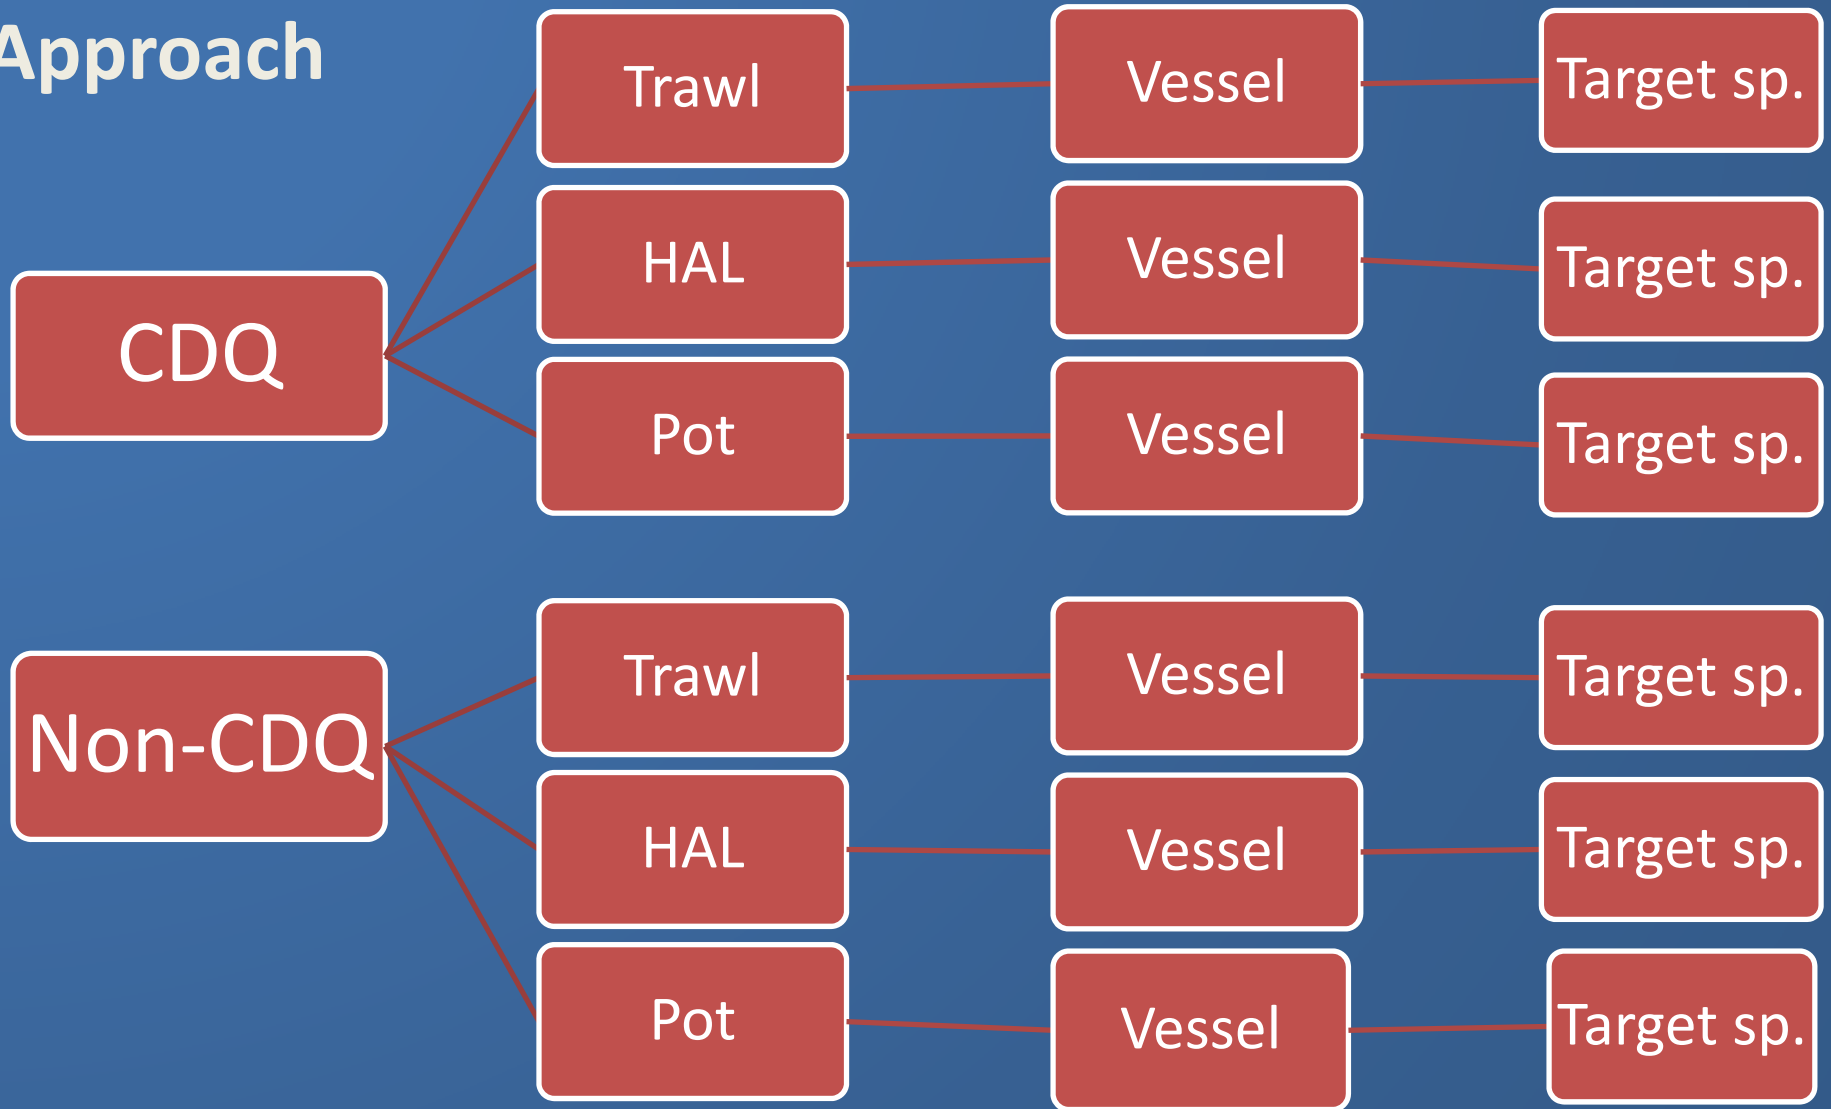 Approach
Trawl
Vessel
Target sp.
HAL
Vessel
Target sp.
CDQ
Pot
Vessel
Target sp.
Trawl
Vessel
Target sp.
Non-CDQ
HAL
Vessel
Target sp.
Pot
Vessel
Target sp.